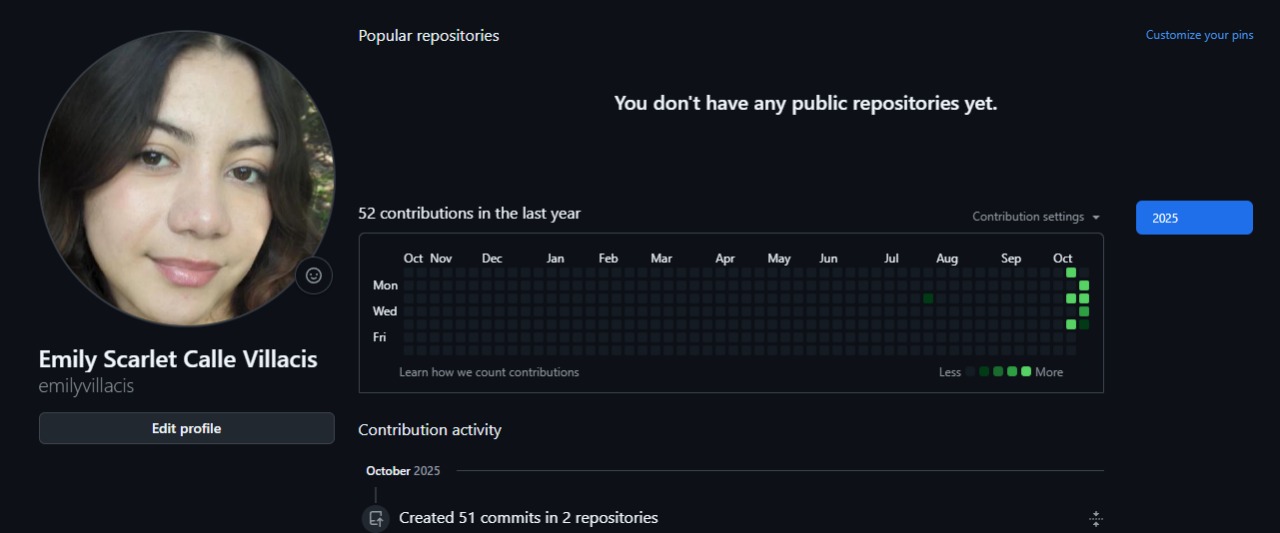 Popular repositories
Customize your pins
You don't have any public repositories yet.
52 contributions in the last year
Contribution settings
2025
Oct Nov Dec Jan Feb Mar Apr May Jun Jul Aug Sep Oct
Mon
Wed
Fri
Learn how we count contributions
Less More
Emily Scarlet Calle Villacis
emilyvillacis
Edit profile
Contribution activity
October 2025
Created 51 commits in 2 repositories